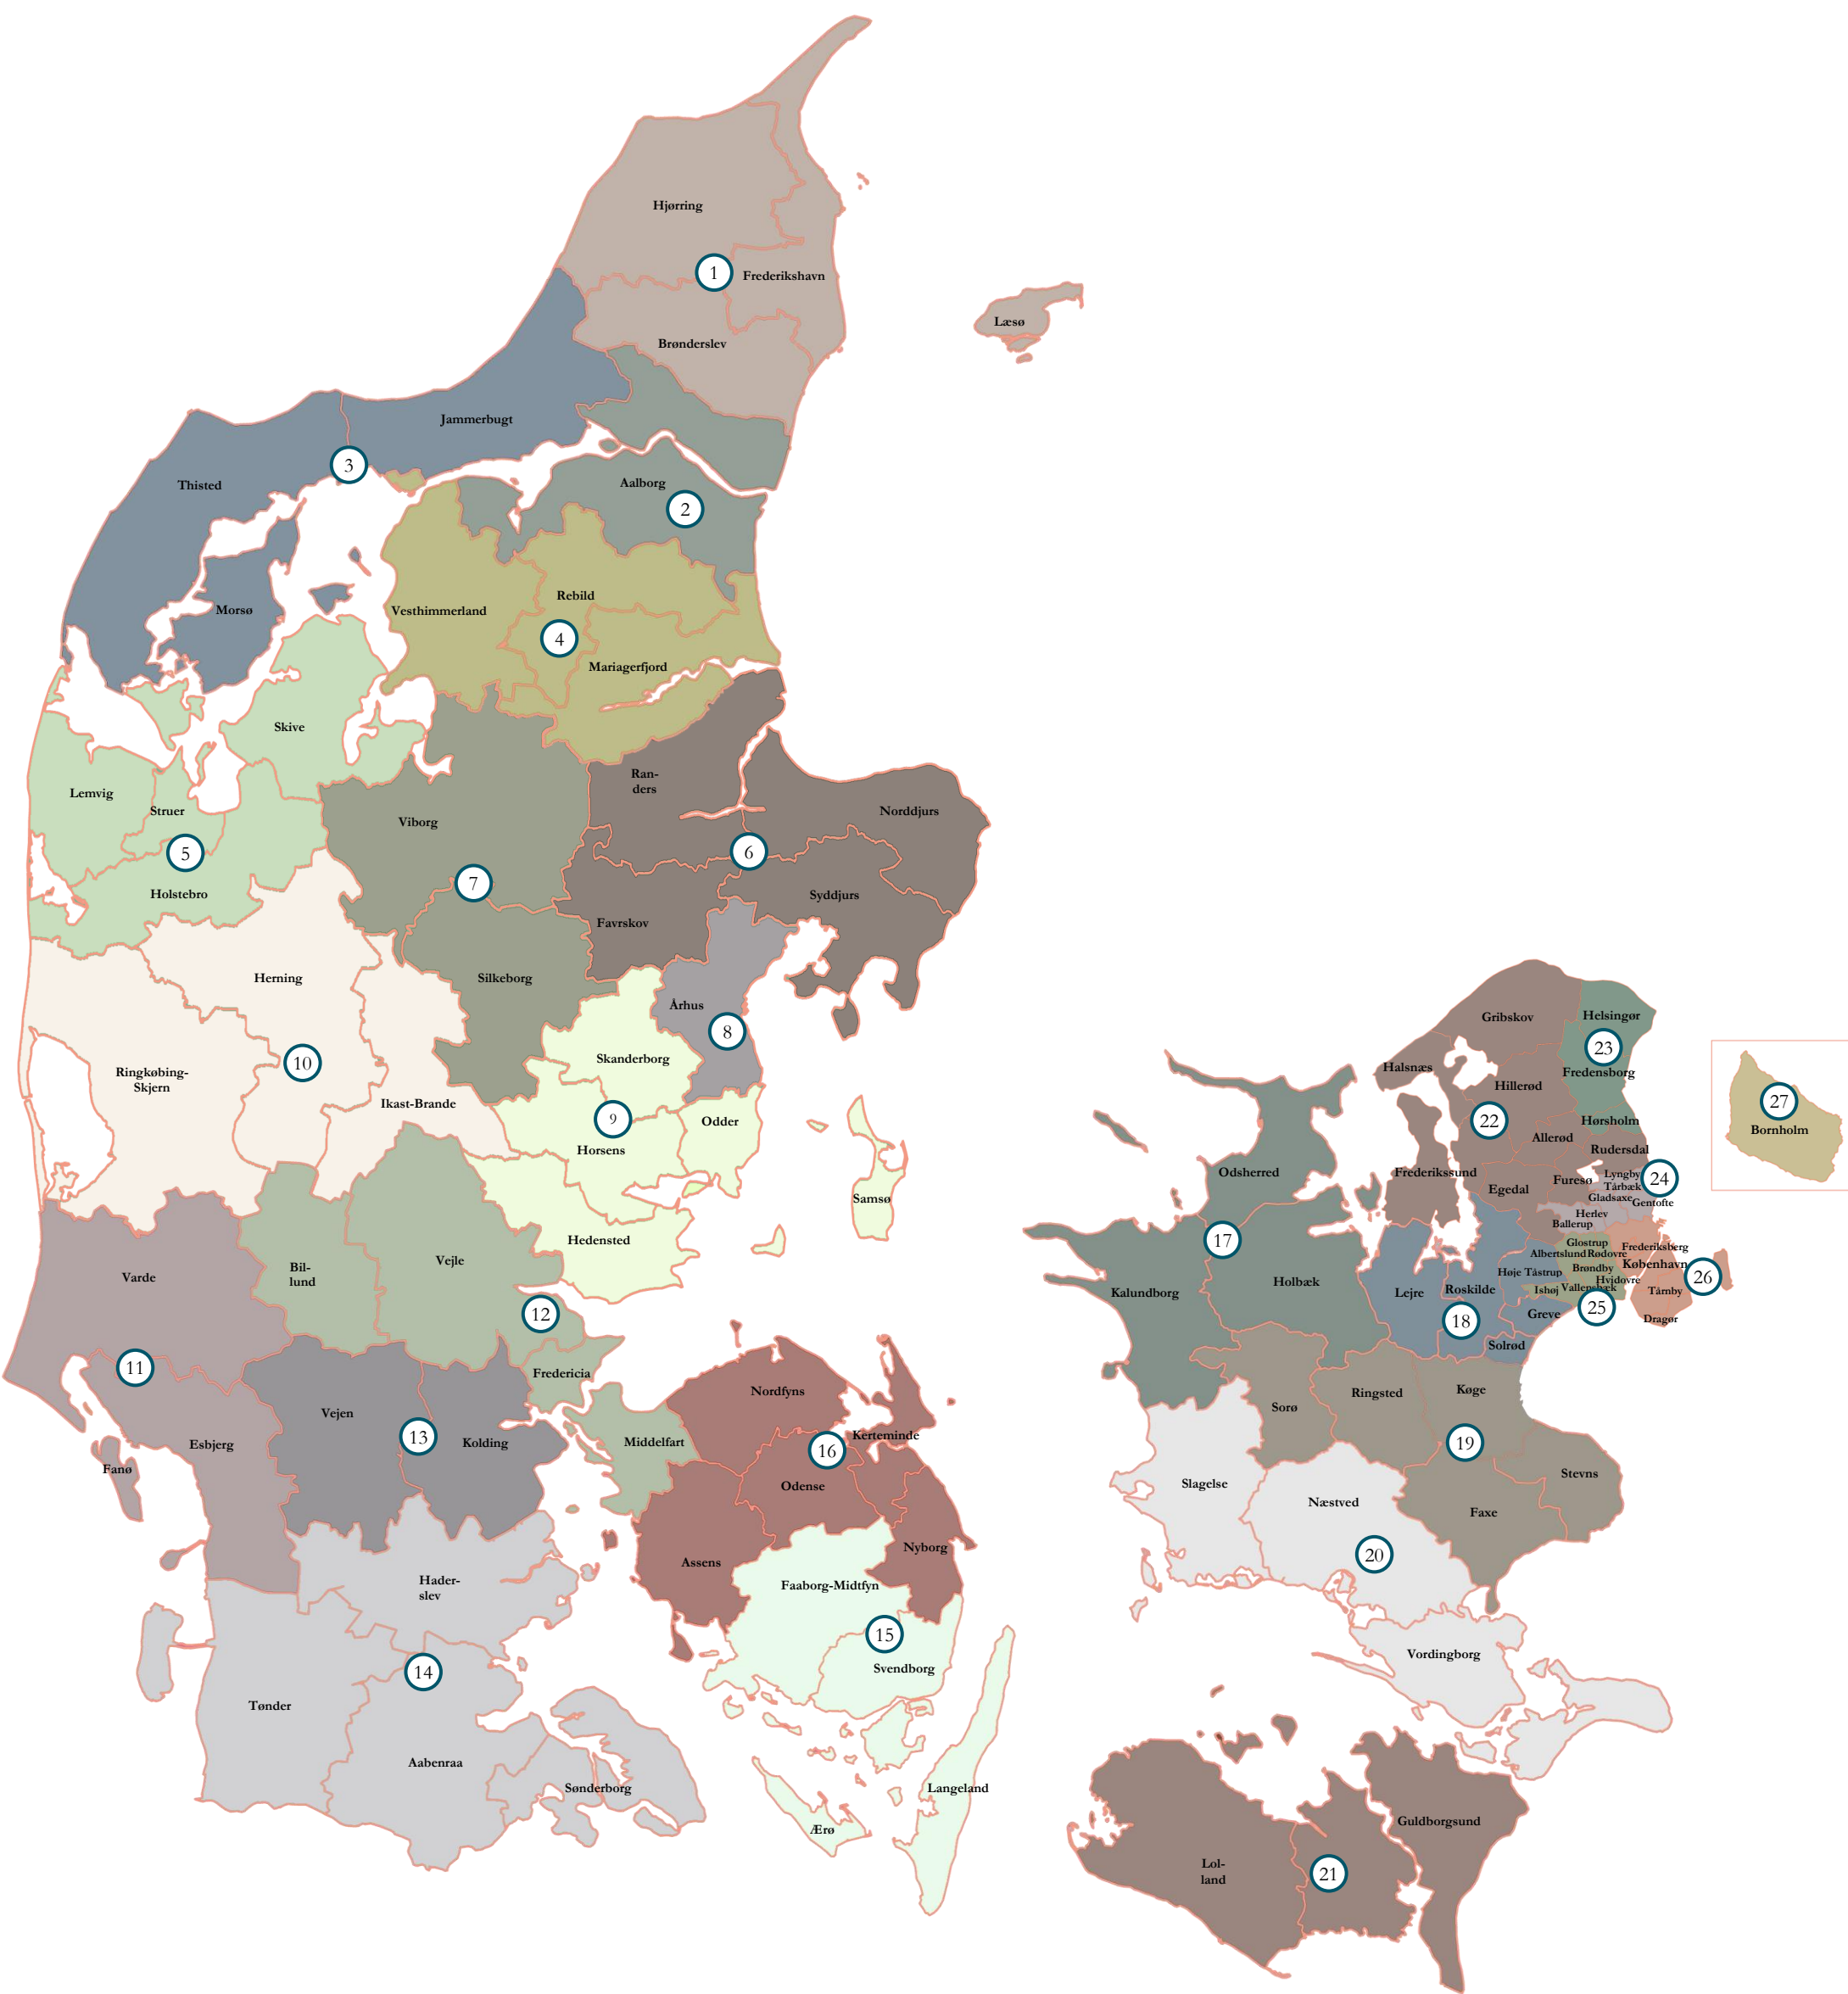 Hjørring
1
Frederikshavn
Læsø
Brønderslev
Jammerbugt
3
Thisted
Aalborg
2
Morsø
Vesthimmerland
Rebild
4
Mariagerfjord
Skive
Lemvig
Struer
5
Holstebro
Viborg
7
Ran-
ders
Norddjurs
6
Syddjurs
Favrskov
Silkeborg
Århus
8
Herning
10
Ringkøbing-
Skjern
Ikast-Brande
Skanderborg
9
Odder
Horsens
Samsø
Hedensted
Varde
Bil-
lund
Vejle
12
Fredericia
11
Vejen
13
Kolding
Esbjerg
Fanø
Middelfart
Nordfyns
16
Kerteminde
Odense
Assens
Nyborg
Faaborg-Midtfyn
15
Svendborg
Langeland
Ærø
Hader-
slev
14
Tønder
Aabenraa
Sønderborg
Gribskov
Helsingør
23
Fredensborg
Halsnæs
Hillerød
22
Hørsholm
Allerød
Rudersdal
Frederikssund
Egedal
Furesø
Lyngby
Tårbæk
24
Gladsaxe
Gentofte
Herlev
Ballerup
Glostrup
Frederiksberg
Albertslund
Rødovre
København
Høje Tåstrup
Brøndby
Hvidovre
26
Ishøj
Vallensbæk
Tårnby
25
Greve
Dragør
27
Bornholm
Odsherred
17
Kalundborg
Holbæk
Lejre
Roskilde
18
Solrød
Ringsted
Køge
Sorø
19
Stevns
Faxe
Slagelse
Næstved
20
Vordingborg
Guldborgsund
Lol-
land
21